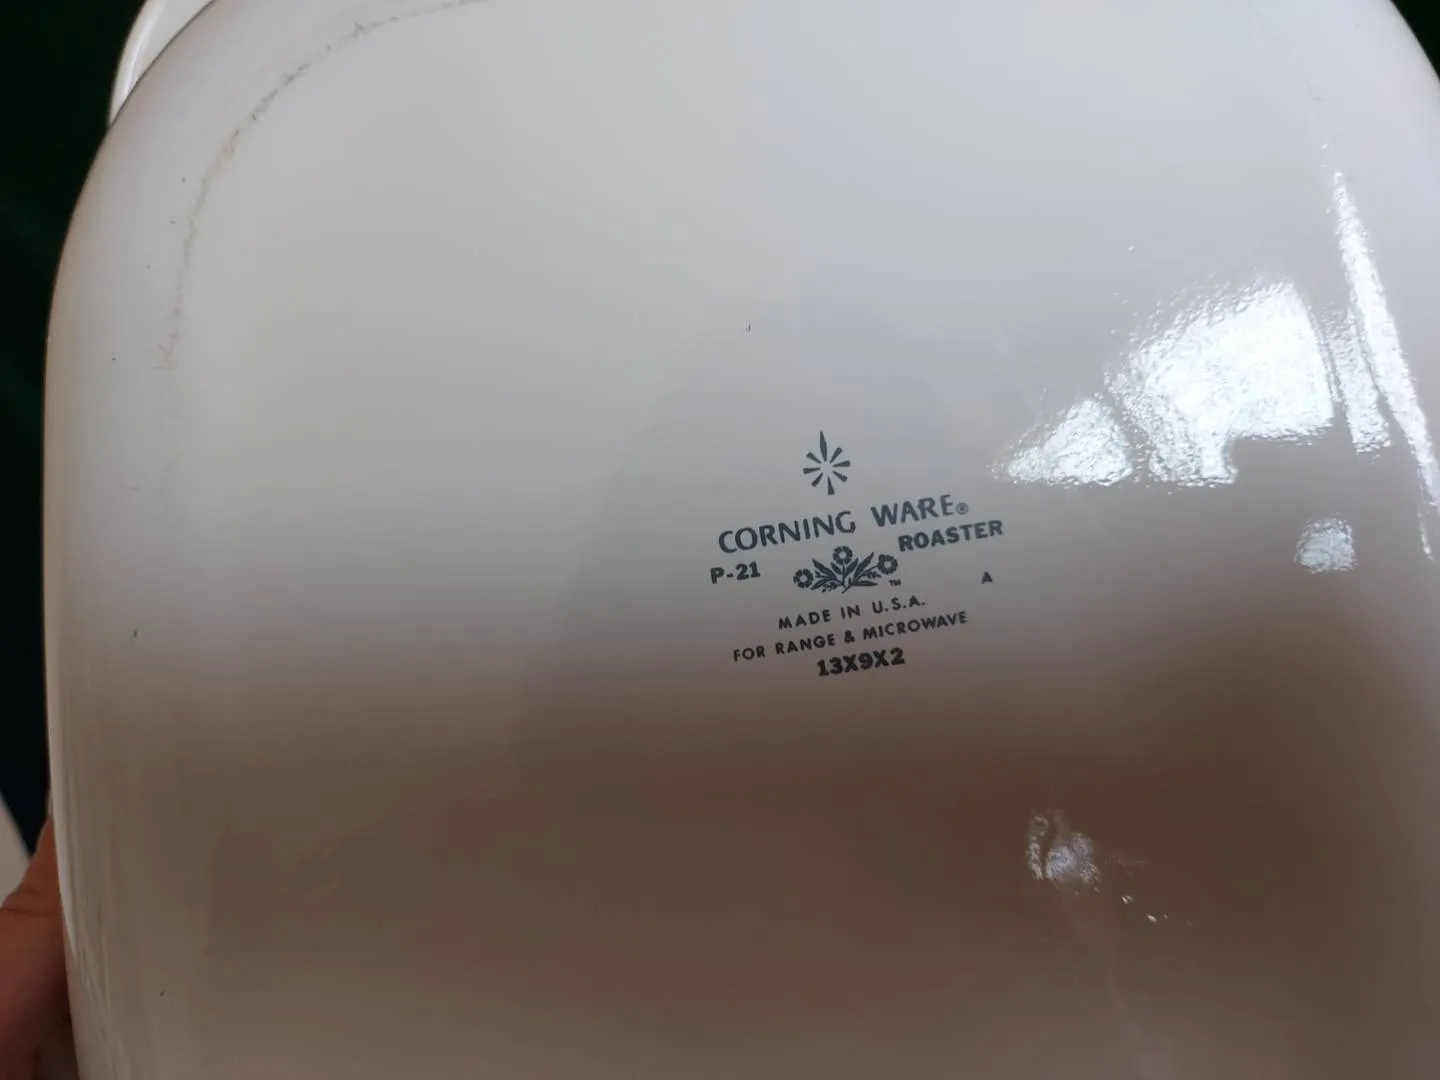 CORNING WARE®
P-21 ROASTER
™ A
MADE IN U.S.A.
FOR RANGE & MICROWAVE
13X9X2